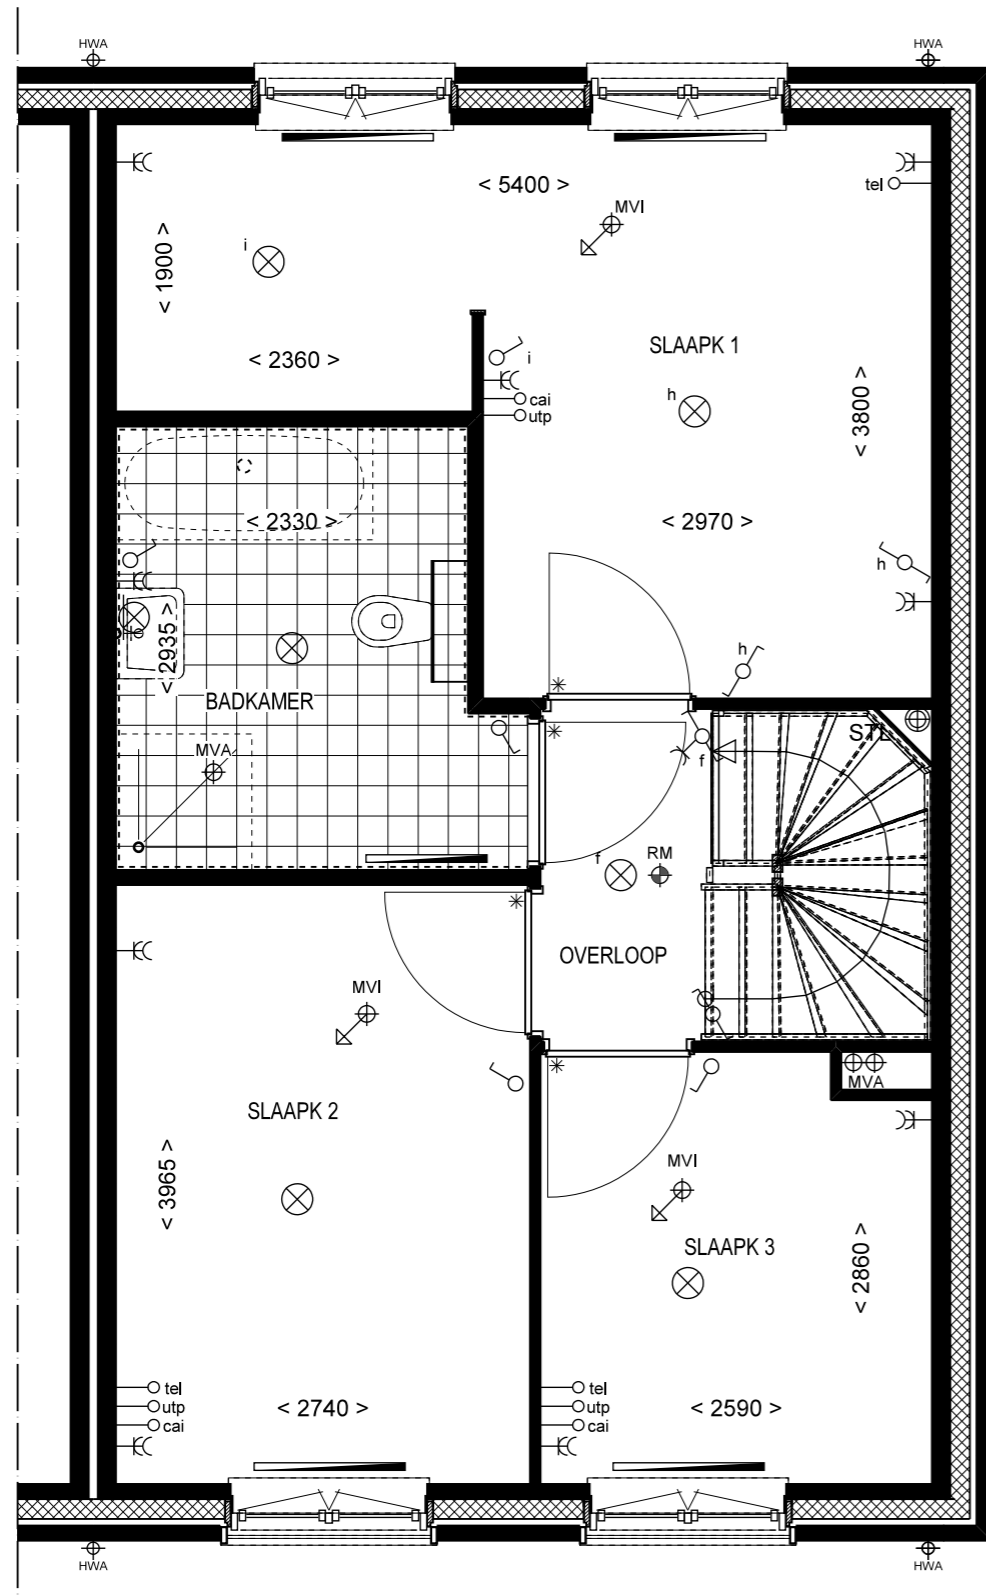 HWA
HWA
< 5400 >
tel
MVI
i
< 1900 >
SLAAPK 1
< 2360 >
i
cai
utp
h
< 3800 >
< 2330 >
< 2970 >
h
< 2935 >
h
BADKAMER
STL
MVA
f
f
RM
OVERLOOP
MVI
MVA
SLAAPK 2
MVI
< 3965 >
SLAAPK 3
< 2860 >
tel
utp
cai
< 2740 >
tel
utp
cai
< 2590 >
HWA
HWA